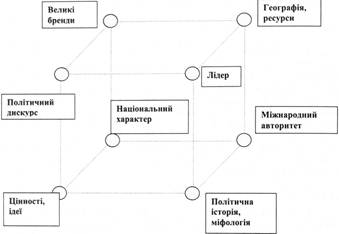 Великі
бренди
Географія,
ресурси
Лідер
Політичний
дискурс
Національний
характер
Міжнародний
авторитет
Цінності,
ідеї
Політична
історія,
міфологія